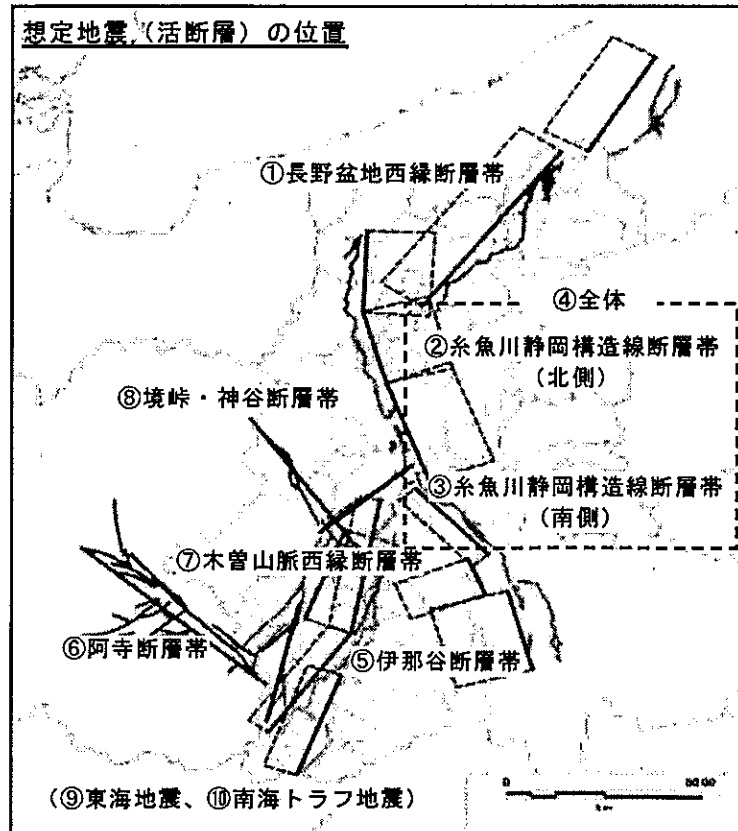 想定地震（活断層）の位置
①長野盆地西縁断層帯
④全体
②糸魚川静岡構造線断層帯
（北側）
⑧境峠・神谷断層帯
③糸魚川静岡構造線断層帯
（南側）
⑦木曽山脈西縁断層帯
⑥阿寺断層帯
⑤伊那谷断層帯
（⑨東海地震、⑩南海トラフ地震）
0